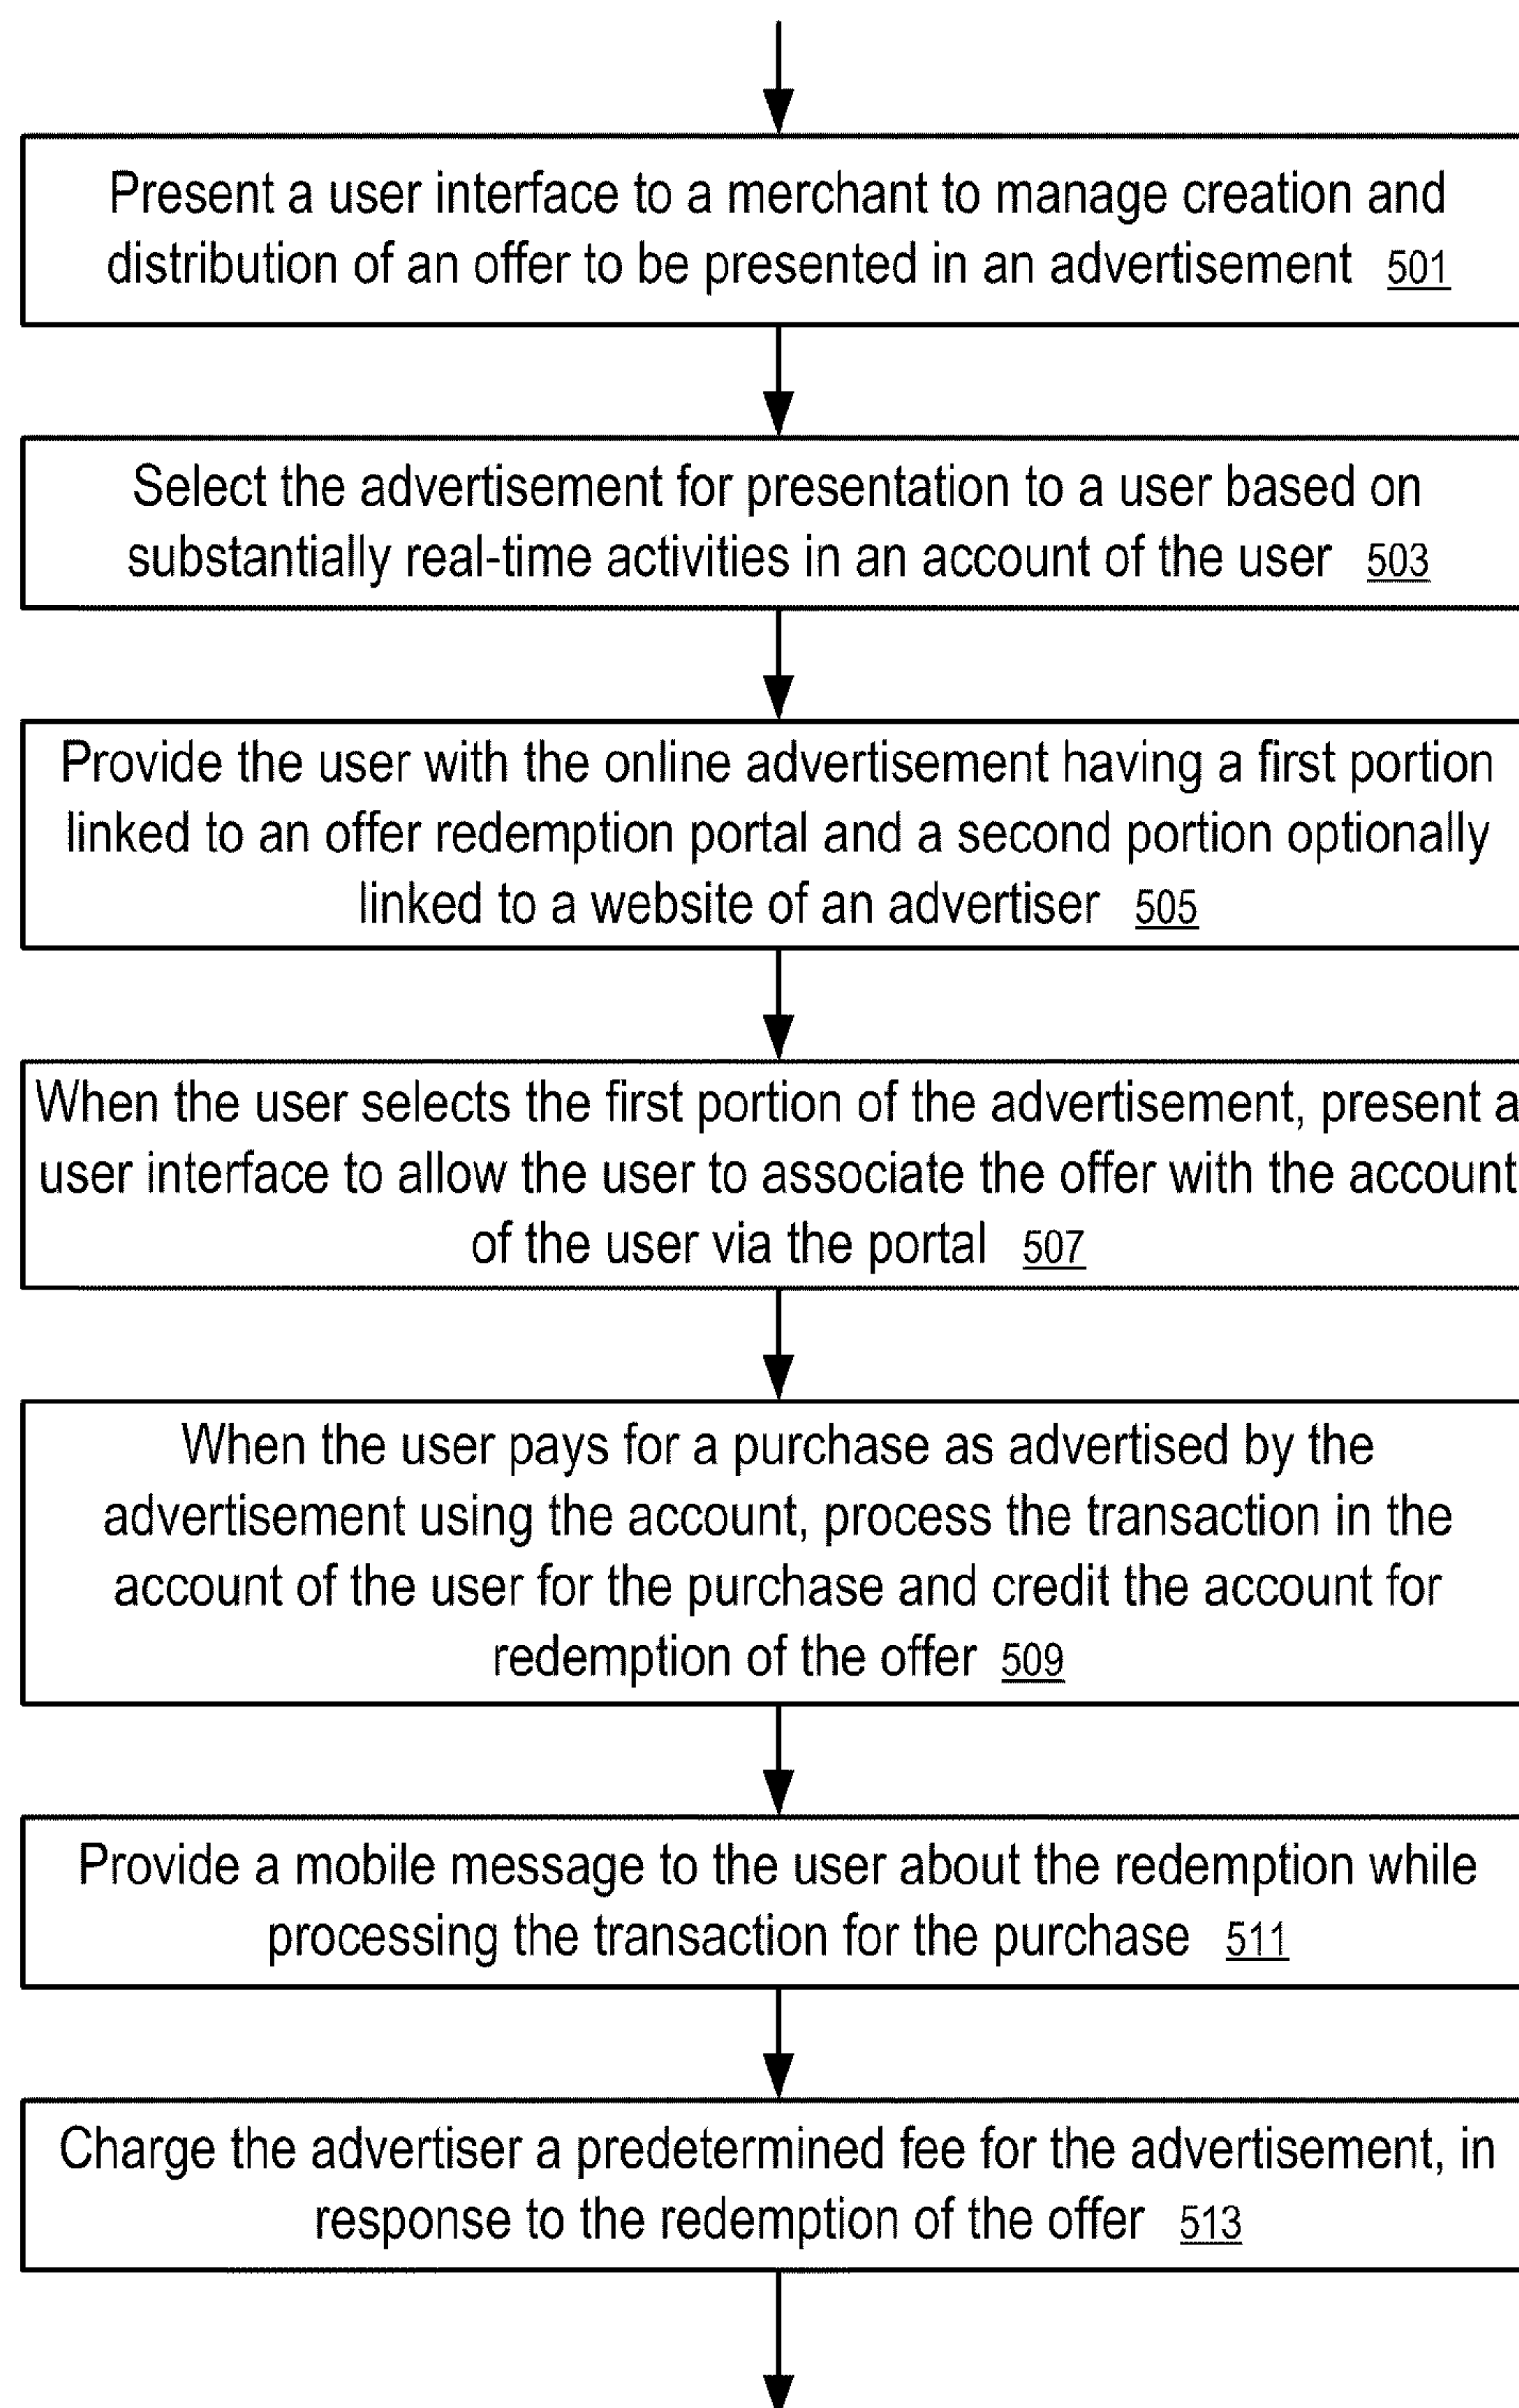 Present a user interface to a merchant to manage creation and
distribution of an offer to be presented in an advertisement 501
Select the advertisement for presentation to a user based on
substantially real-time activities in an account of the user 503
Provide the user with the online advertisement having a first portion
linked to an offer redemption portal and a second portion optionally
linked to a website of an advertiser 505
When the user selects the first portion of the advertisement, present a
user interface to allow the user to associate the offer with the account
of the user via the portal 507
When the user pays for a purchase as advertised by the
advertisement using the account, process the transaction in the
account of the user for the purchase and credit the account for
redemption of the offer 509
Provide a mobile message to the user about the redemption while
processing the transaction for the purchase 511
Charge the advertiser a predetermined fee for the advertisement, in
response to the redemption of the offer 513